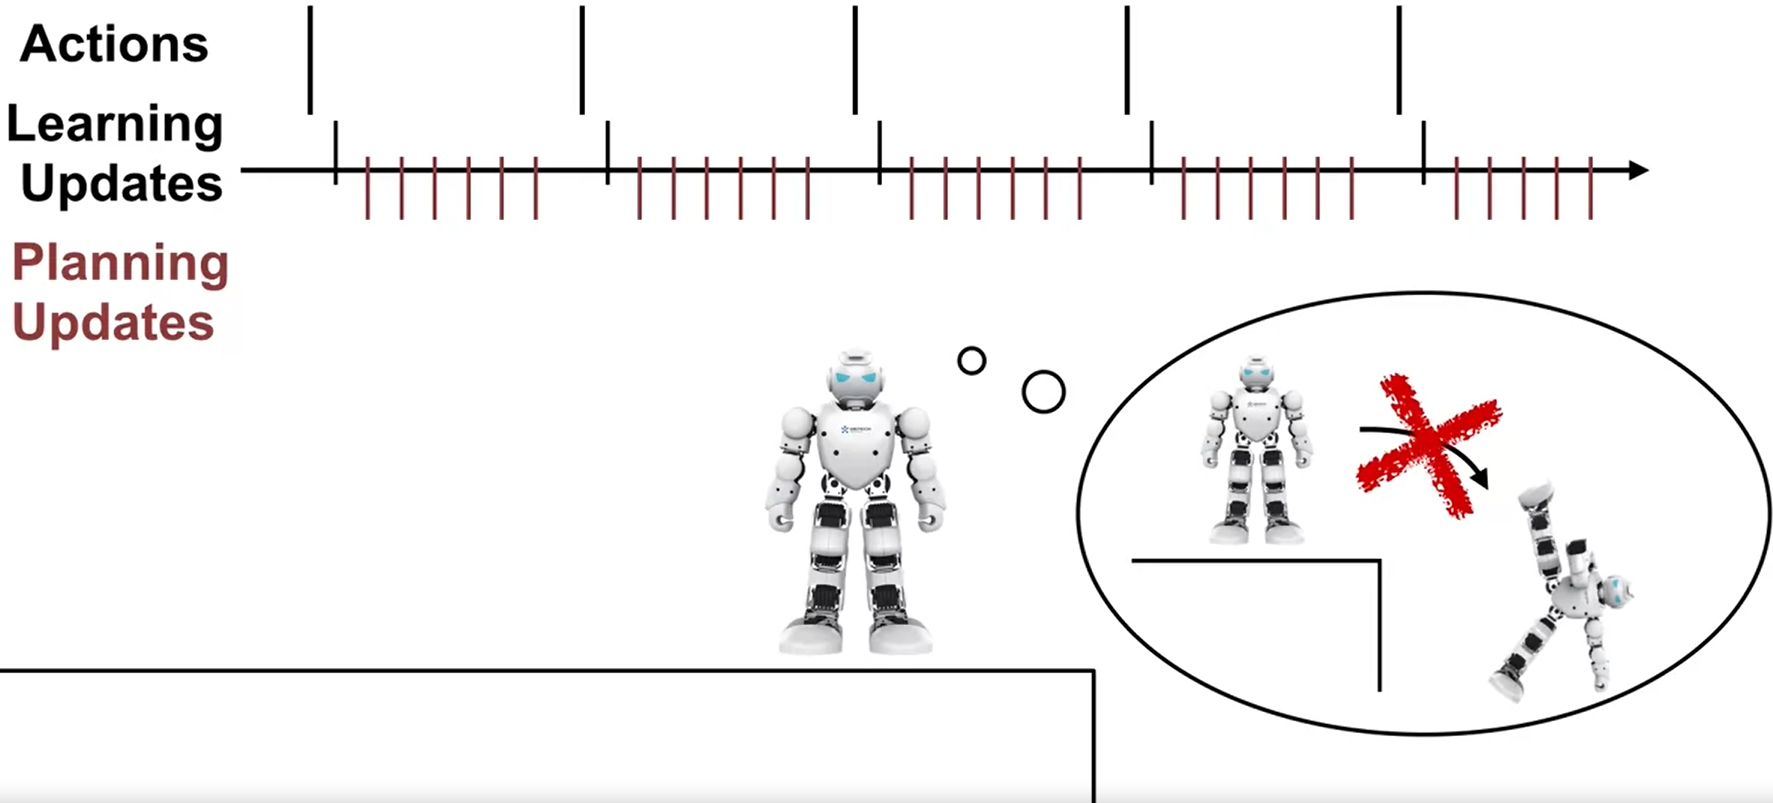 Actions
Learning
Updates
Planning
Updates